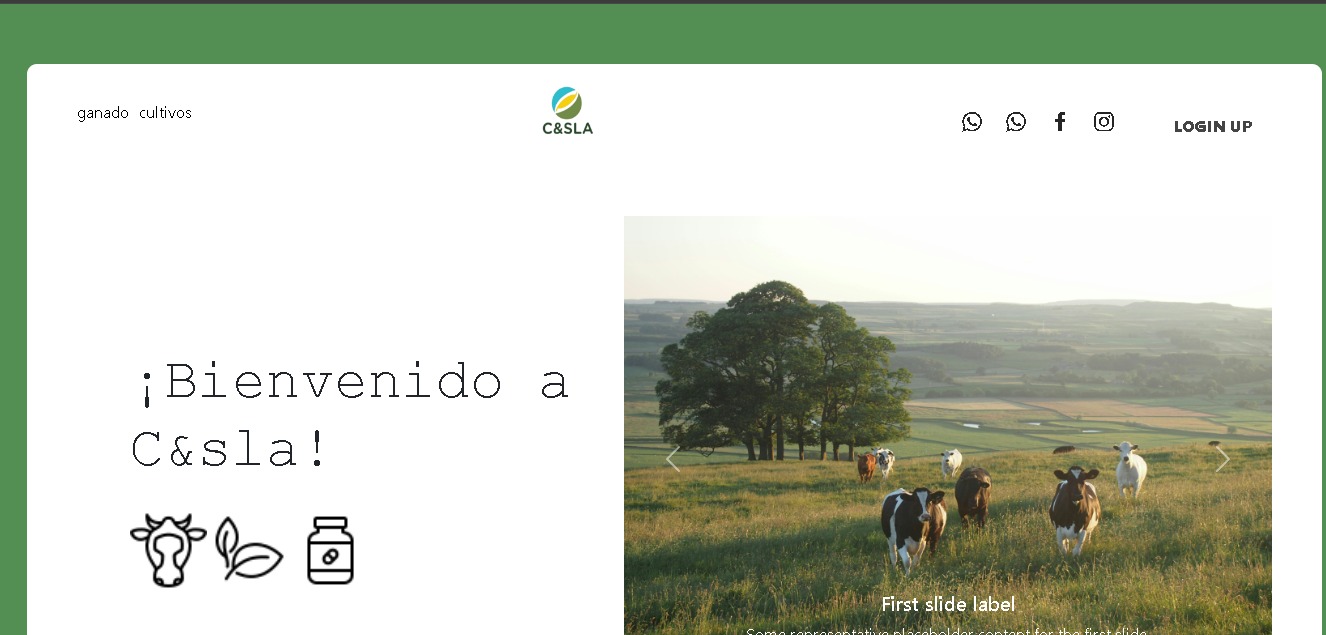 ganado cultivos
C&SLA
LOGIN UP
¡Bienvenido a
C&sla!
First slide label
Some representative placeholder content for the first slide.